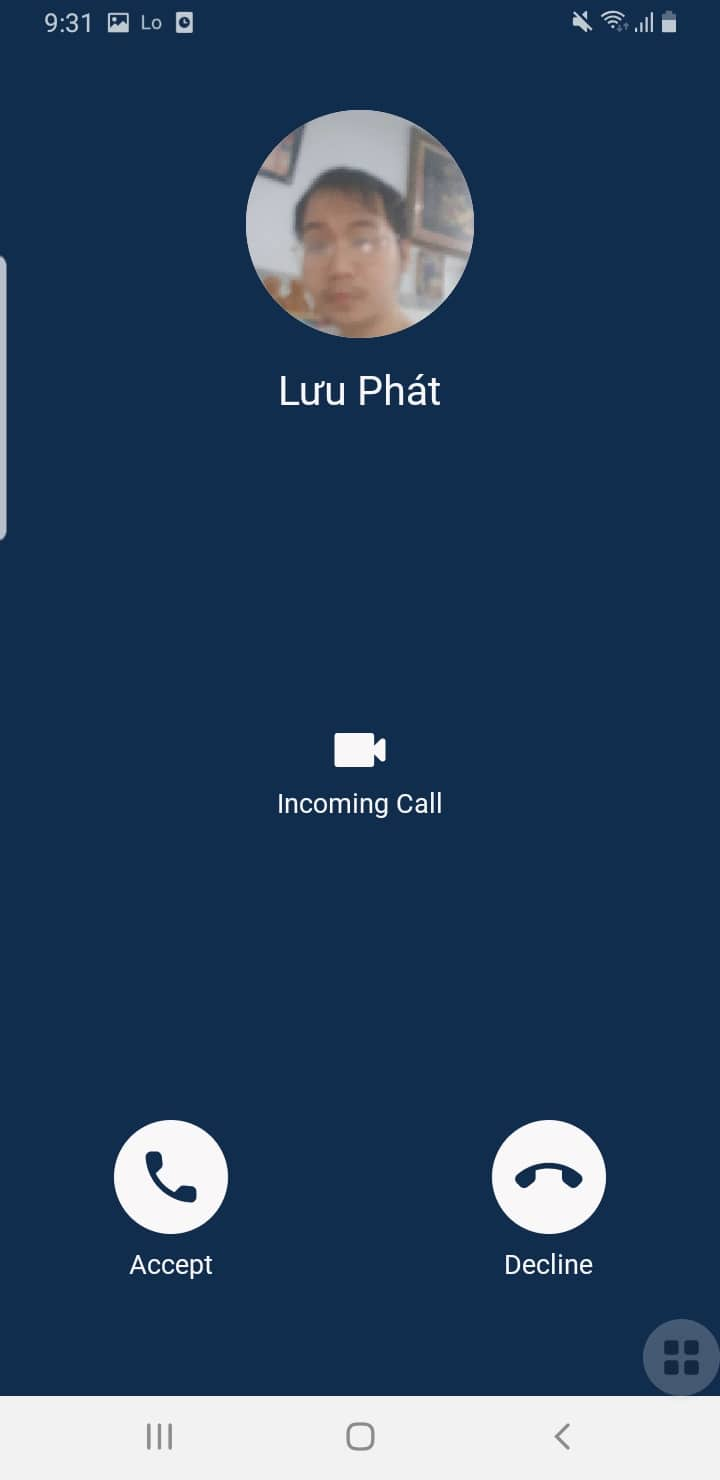 9:31 Lo
Lưu Phát
Incoming Call
Accept
Decline